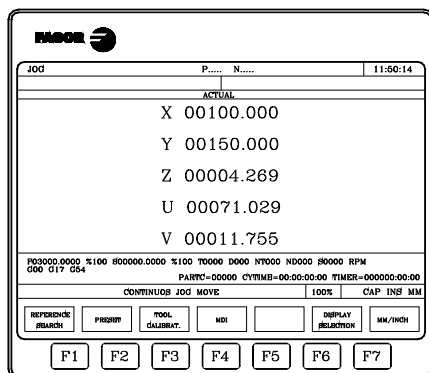 FAGOR
JOG P..... N..... 11:50:14
ACTUAL
X 00100.000
Y 00150.000
Z 00004.269
U 00071.029
V 00011.755
F03000.0000 %100 S00000.0000 %100 T0000 D000 NT000 ND000 S0000 RPM
G00 G17 G54
PARTC=00000 CYTIME=00:00:00:00 TIMER=000000:00:00
CONTINUOS JOG MOVE 100% CAP INS MM
REFERENCE SEARCH
PRESET
TOOL CALIBRAT.
MDI
DISPLAY SELECTION
MM/INCH
F1 F2 F3 F4 F5 F6 F7